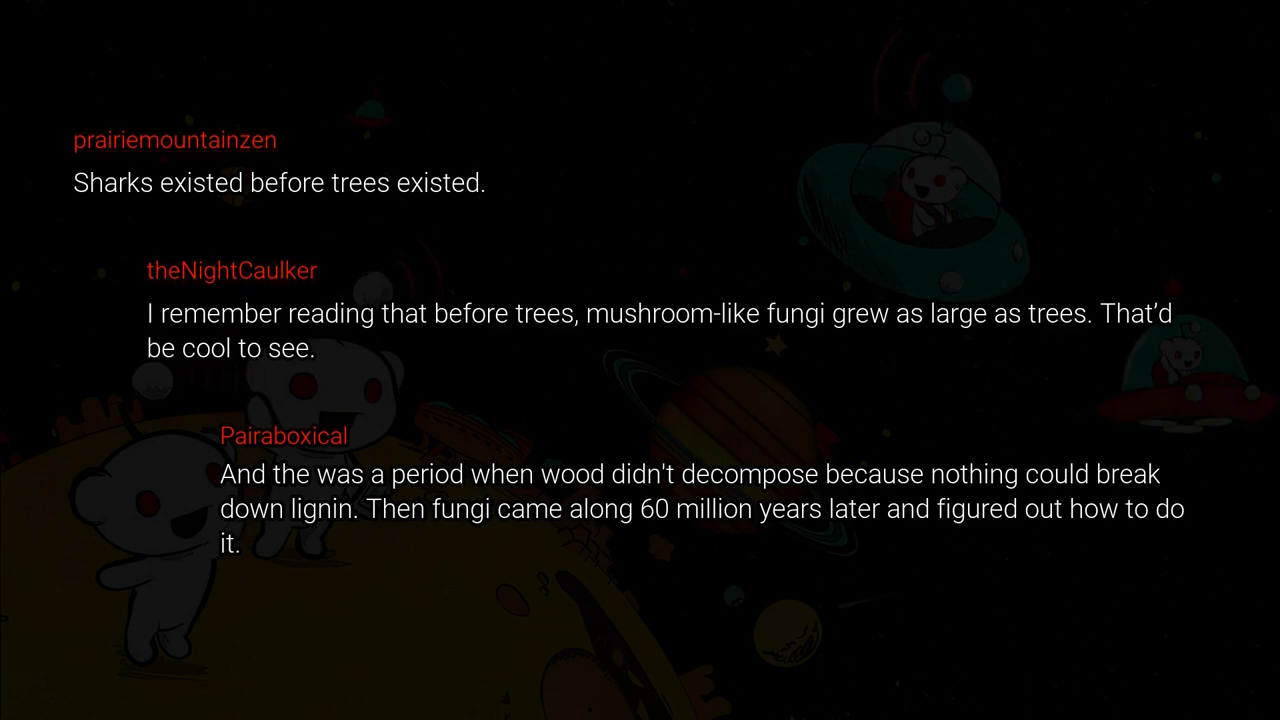 prairiemountainzen
Sharks existed before trees existed.
theNightCaulker
I remember reading that before trees, mushroom-like fungi grew as large as trees. That’d
be cool to see.
Pairaboxical
And the was a period when wood didn't decompose because nothing could break
down lignin. Then fungi came along 60 million years later and figured out how to do
it.